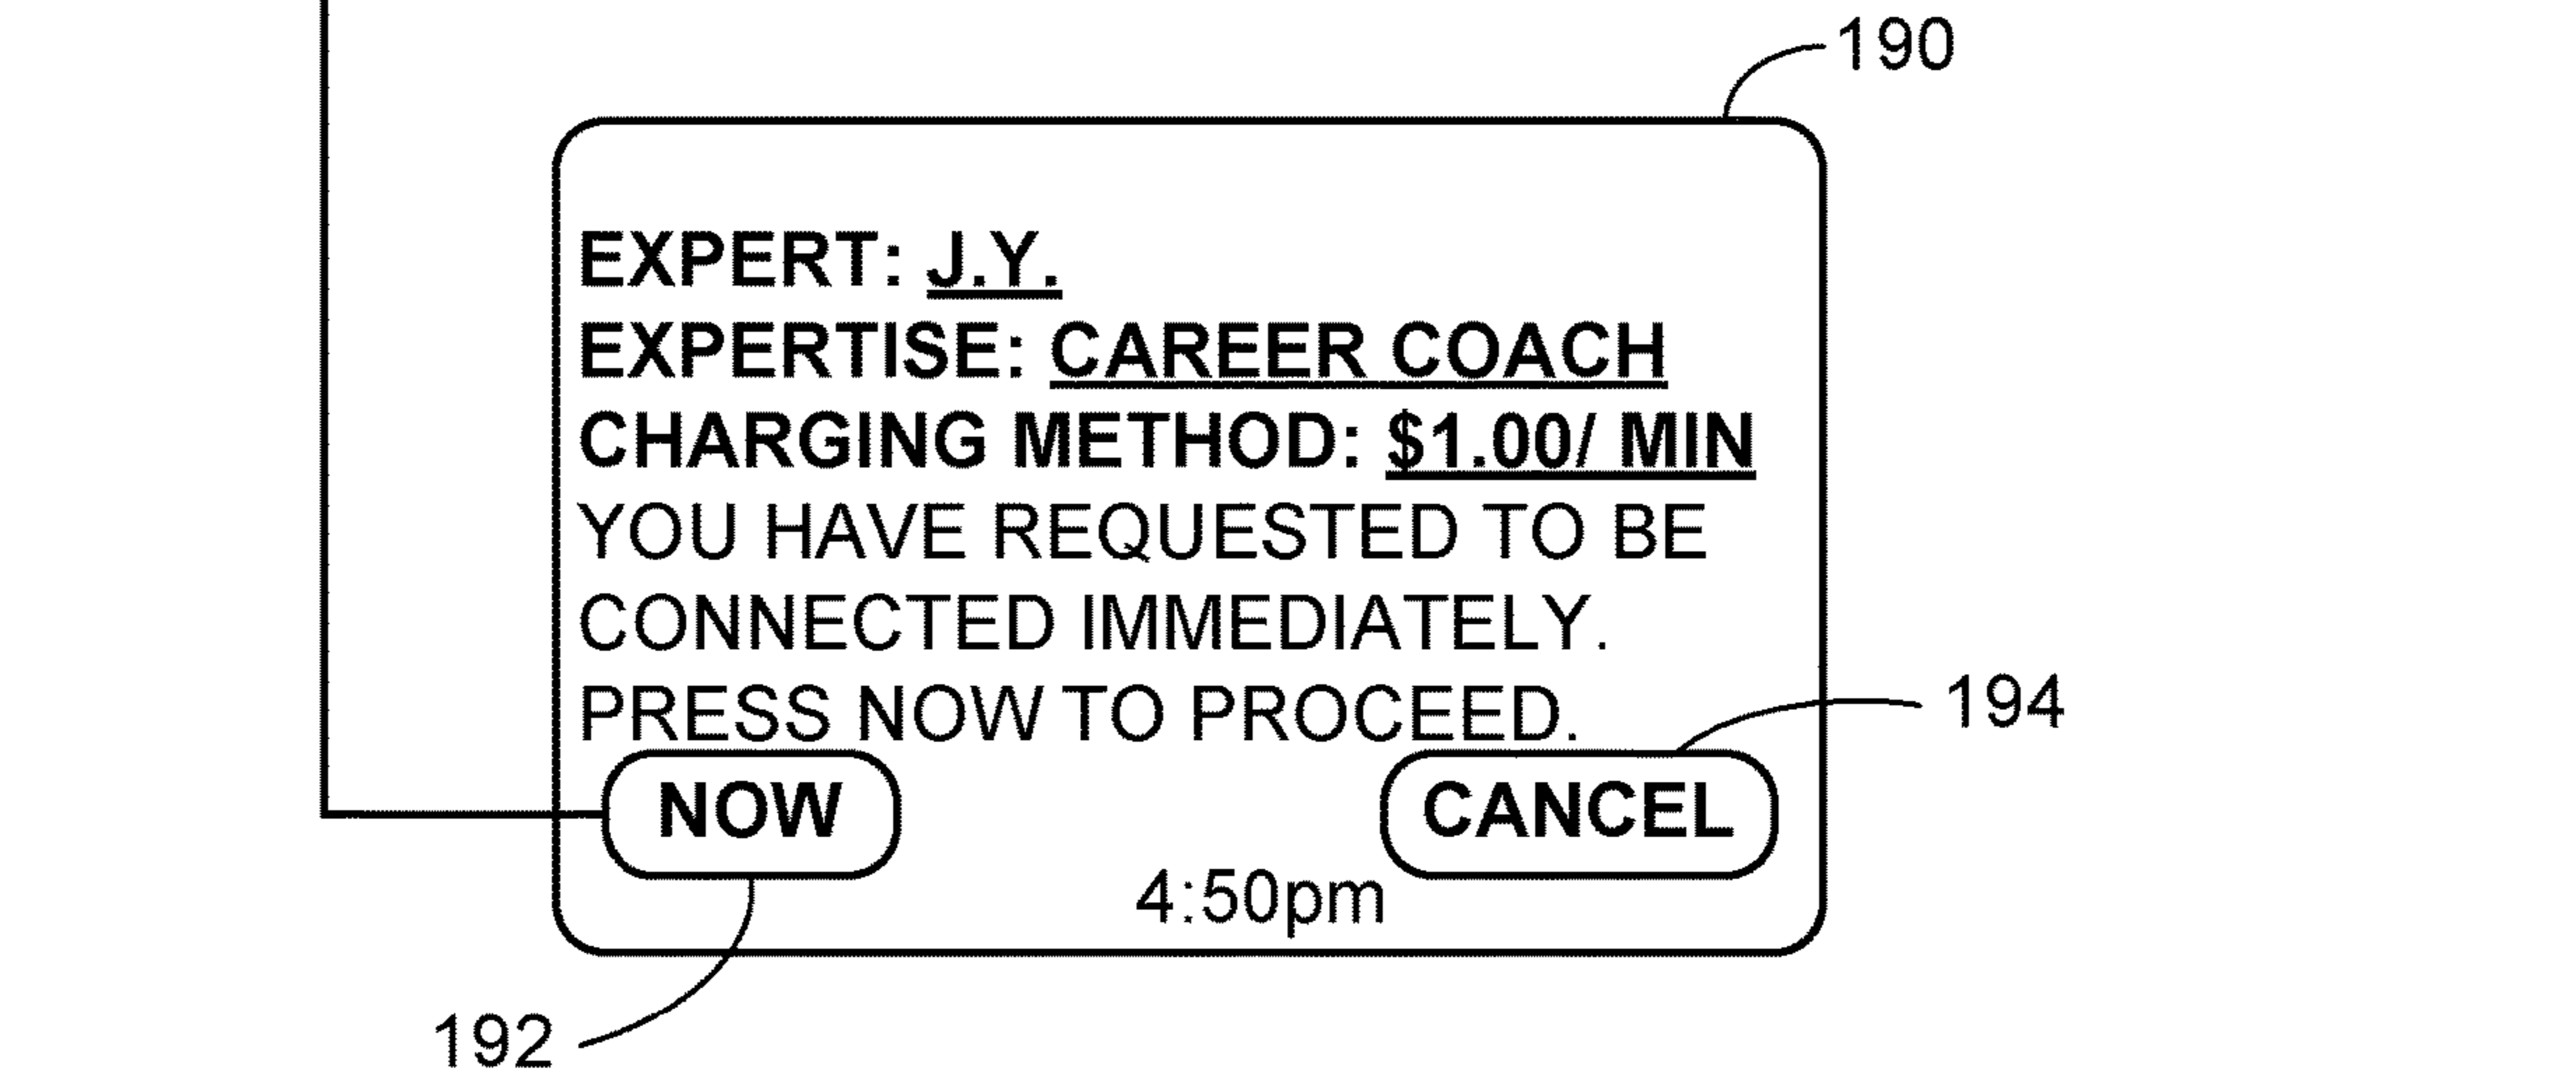 190
EXPERT: J.Y.
EXPERTISE: CAREER COACH
CHARGING METHOD: $1.00/ MIN
YOU HAVE REQUESTED TO BE
CONNECTED IMMEDIATELY.
PRESS NOW TO PROCEED.
194
NOW CANCEL
4:50pm
192